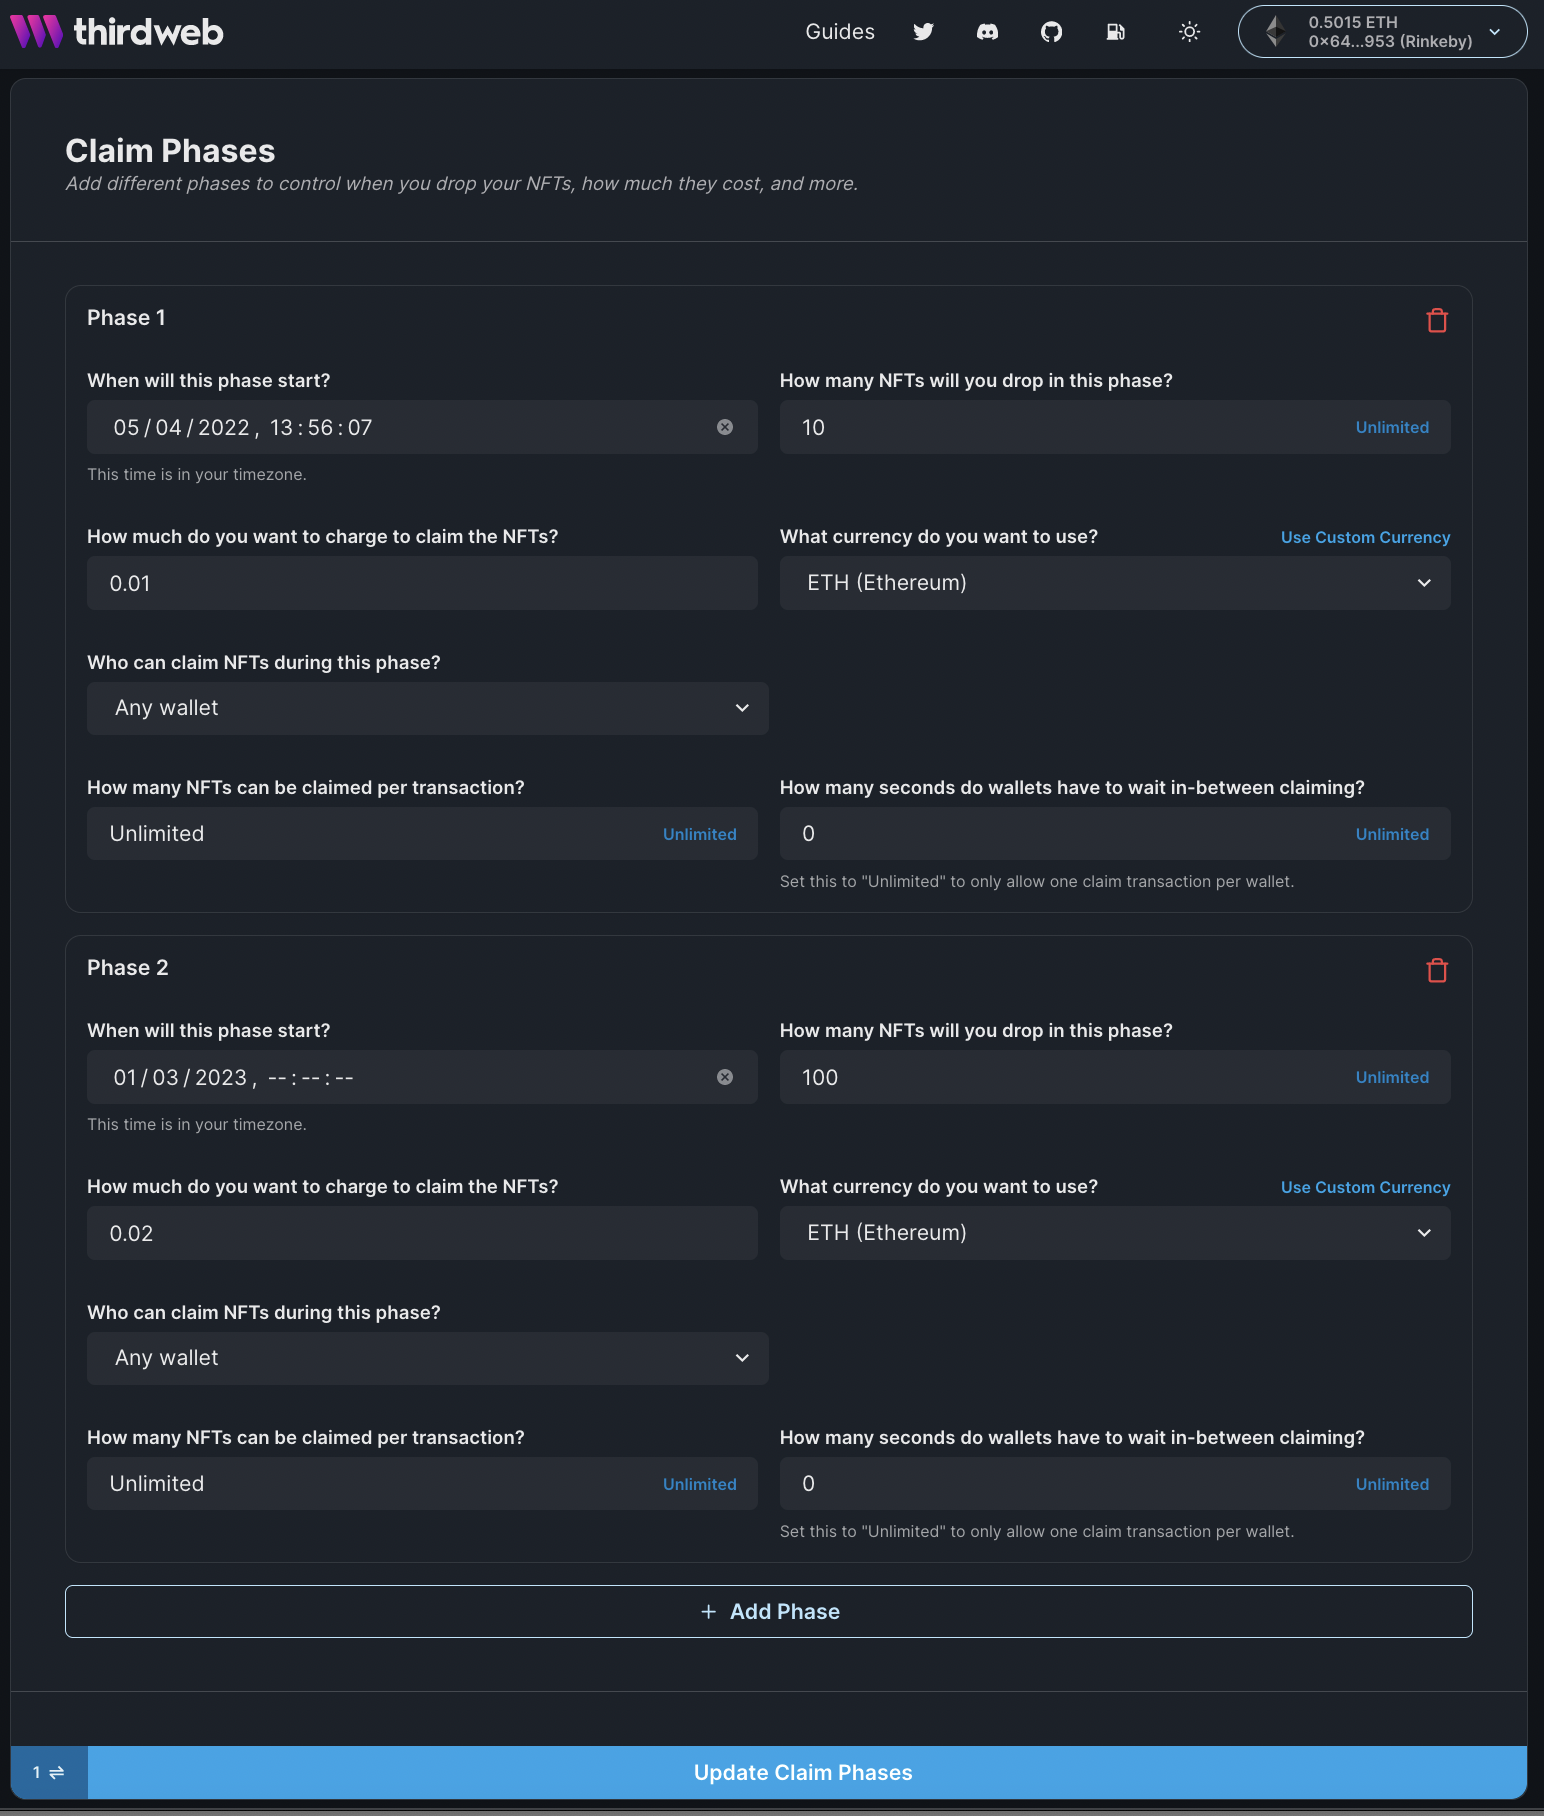 thirdweb
Guides
0.5015 ETH
0x64...953 (Rinkeby)
Claim Phases
Add different phases to control when you drop your NFTs, how much they cost, and more.
Phase 1
When will this phase start?
How many NFTs will you drop in this phase?
05/04/2022, 13:56:07
10
Unlimited
This time is in your timezone.
How much do you want to charge to claim the NFTs?
What currency do you want to use?
Use Custom Currency
0.01
ETH (Ethereum)
Who can claim NFTs during this phase?
Any wallet
How many NFTs can be claimed per transaction?
How many seconds do wallets have to wait in-between claiming?
Unlimited
Unlimited
0
Unlimited
Set this to "Unlimited" to only allow one claim transaction per wallet.
Phase 2
When will this phase start?
How many NFTs will you drop in this phase?
01/03/2023, --:--:--
100
Unlimited
This time is in your timezone.
How much do you want to charge to claim the NFTs?
What currency do you want to use?
Use Custom Currency
0.02
ETH (Ethereum)
Who can claim NFTs during this phase?
Any wallet
How many NFTs can be claimed per transaction?
How many seconds do wallets have to wait in-between claiming?
Unlimited
Unlimited
0
Unlimited
Set this to "Unlimited" to only allow one claim transaction per wallet.
+ Add Phase
1 ⇌
Update Claim Phases